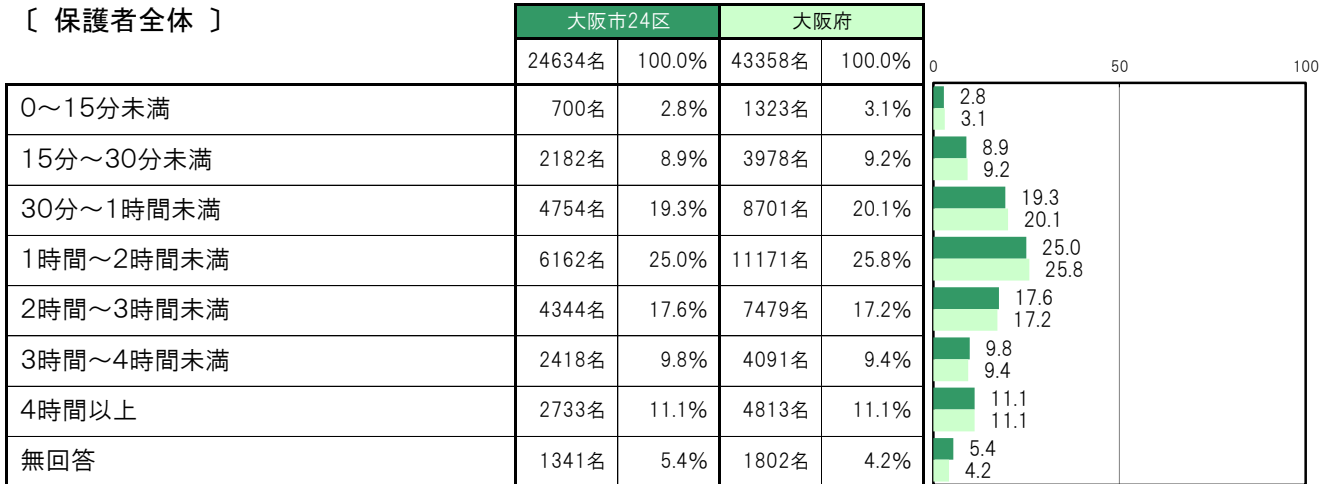 〔 保護者全体 〕
大阪市24区 大阪府
24634名 100.0% 43358名 100.0%
0 50 100
0～15分未満 700名 2.8% 1323名 3.1% 2.8
3.1
15分～30分未満 2182名 8.9% 3978名 9.2% 8.9
9.2
30分～1時間未満 4754名 19.3% 8701名 20.1% 19.3
20.1
1時間～2時間未満 6162名 25.0% 11171名 25.8% 25.0
25.8
2時間～3時間未満 4344名 17.6% 7479名 17.2% 17.6
17.2
3時間～4時間未満 2418名 9.8% 4091名 9.4% 9.8
9.4
4時間以上 2733名 11.1% 4813名 11.1% 11.1
11.1
無回答 1341名 5.4% 1802名 4.2% 5.4
4.2